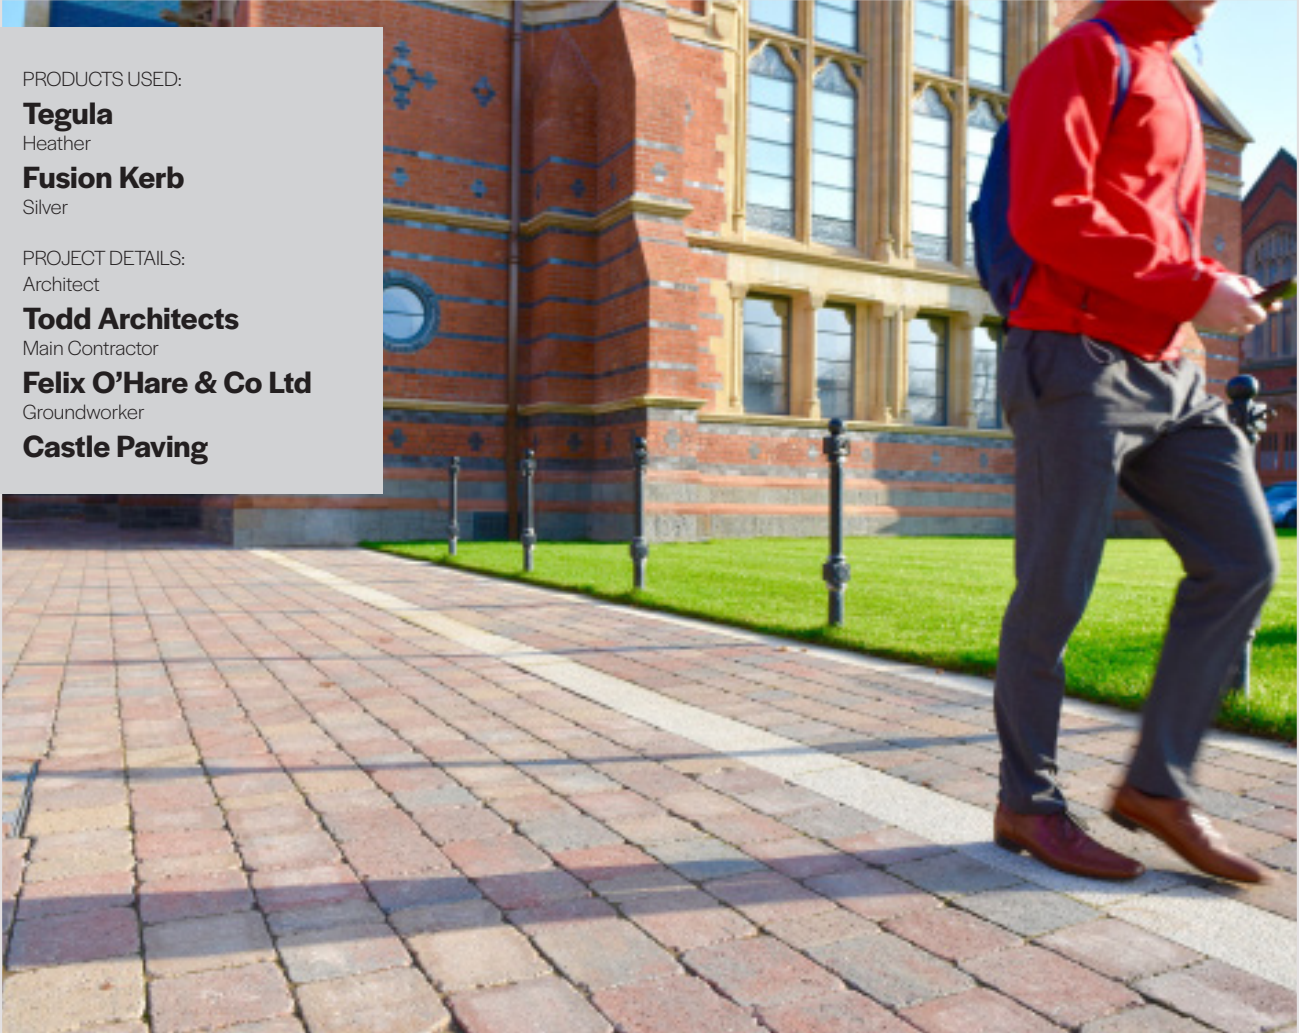 PRODUCTS USED:
Tegula
Heather
Fusion Kerb
Silver
PROJECT DETAILS:
Architect
Todd Architects
Main Contractor
Felix O’Hare & Co Ltd
Groundworker
Castle Paving